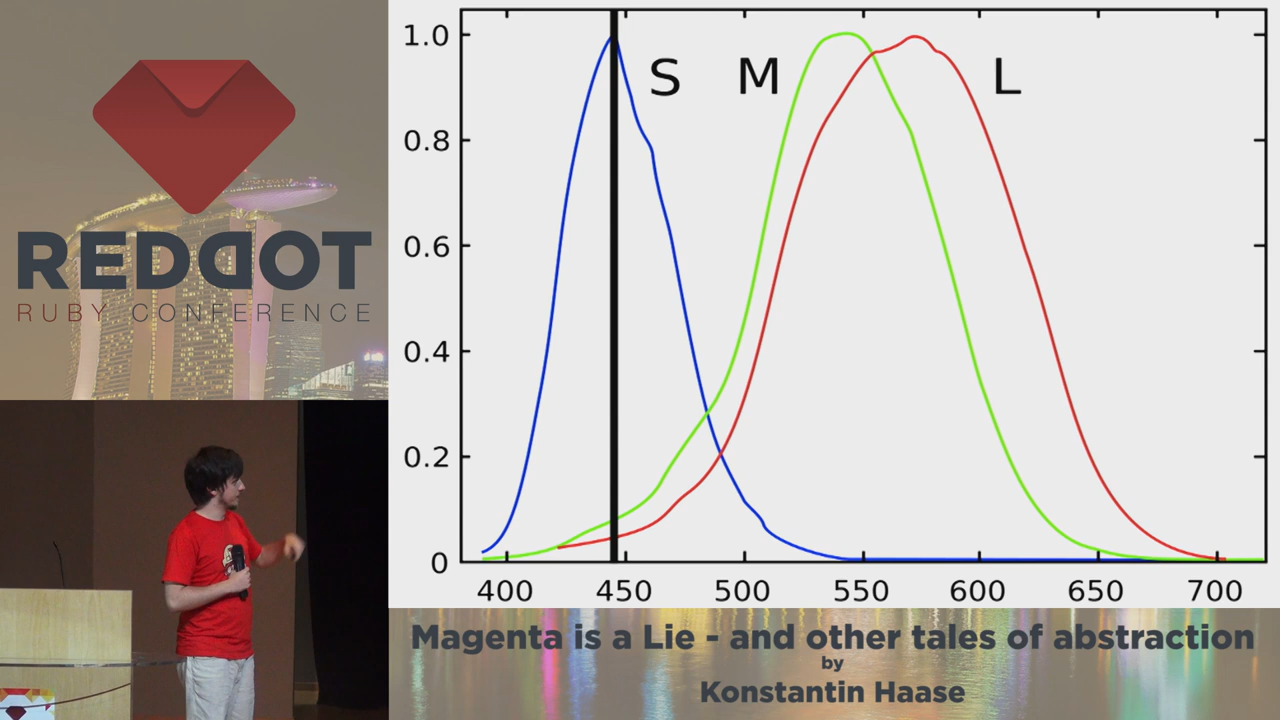 REDDOT
RUBY CONFERENCE
1.0
0.8
0.6
0.4
0.2
0
S M L
400 450 500 550 600 650 700
Magenta is a Lie - and other tales of abstraction
by
Konstantin Haase